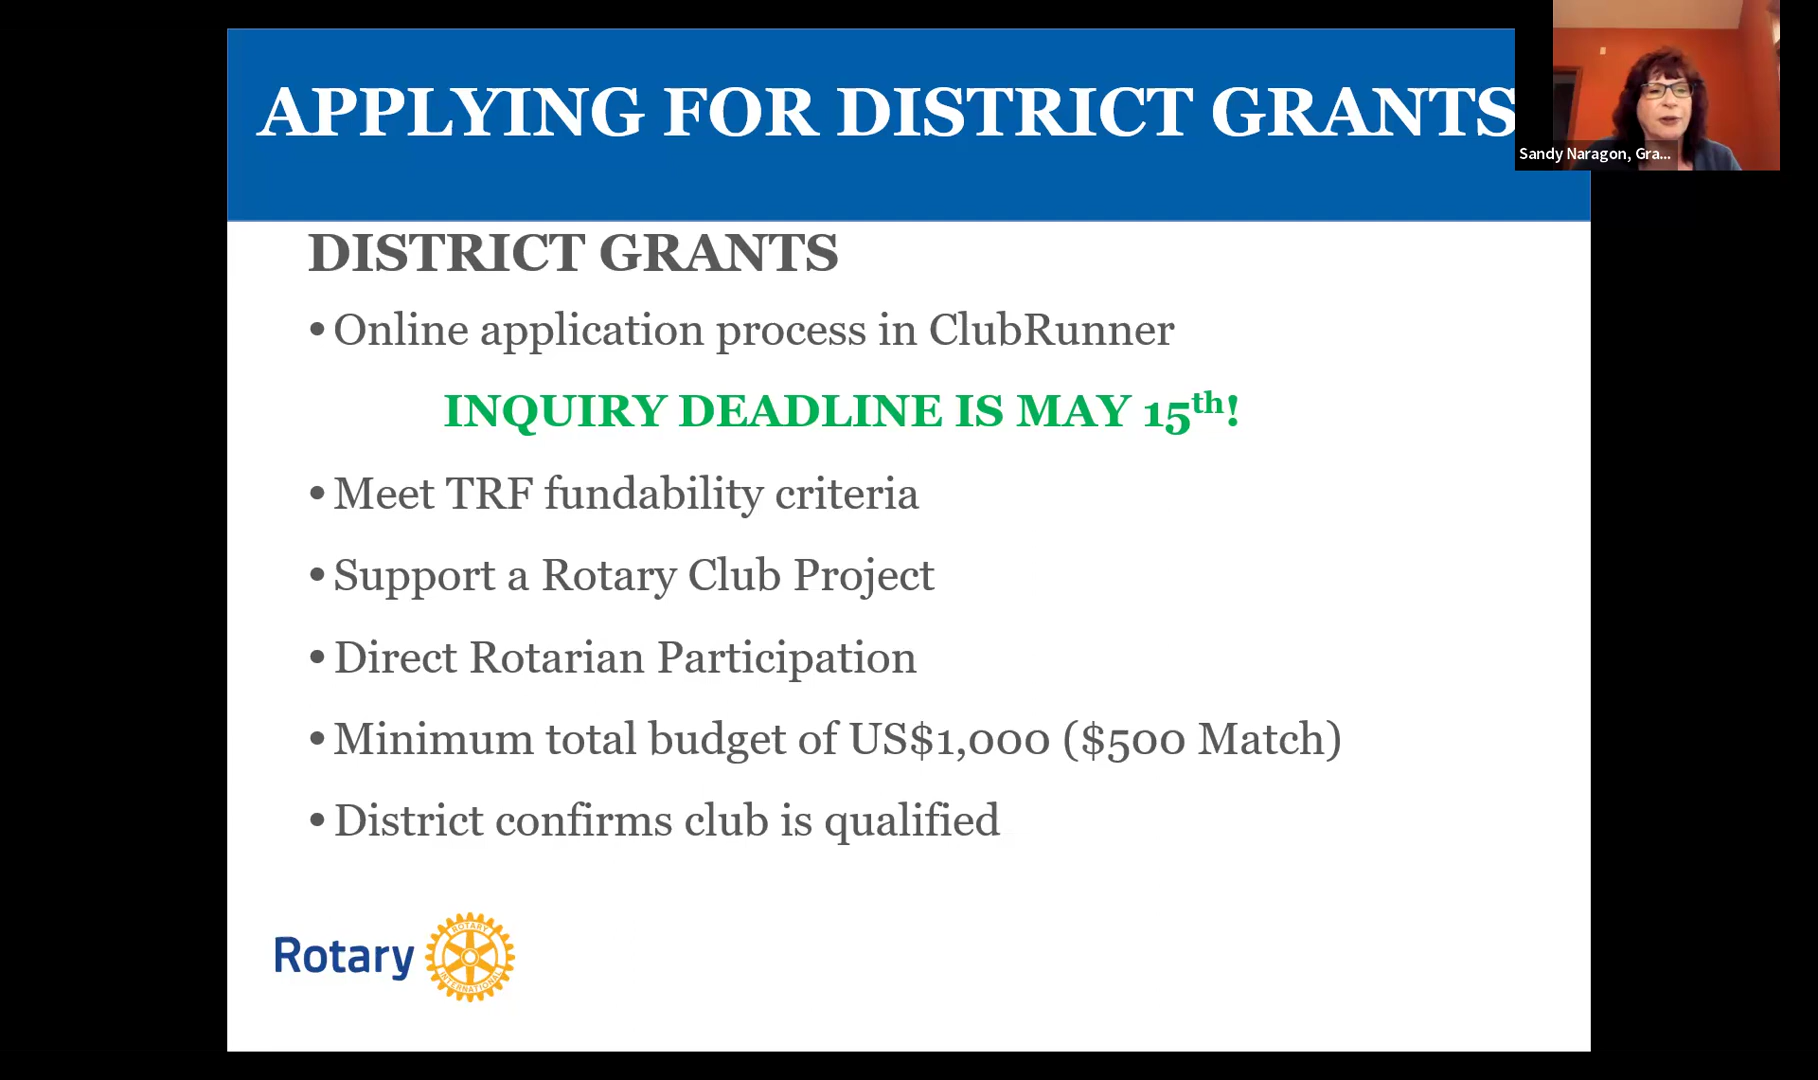 APPLYING FOR DISTRICT GRANTS
Sandy Naragon, Gra...
DISTRICT GRANTS
• Online application process in ClubRunner
INQUIRY DEADLINE IS MAY 15th!
• Meet TRF fundability criteria
• Support a Rotary Club Project
• Direct Rotarian Participation
• Minimum total budget of US$1,000 ($500 Match)
• District confirms club is qualified
Rotary
ROTARY
INTERNATIONAL